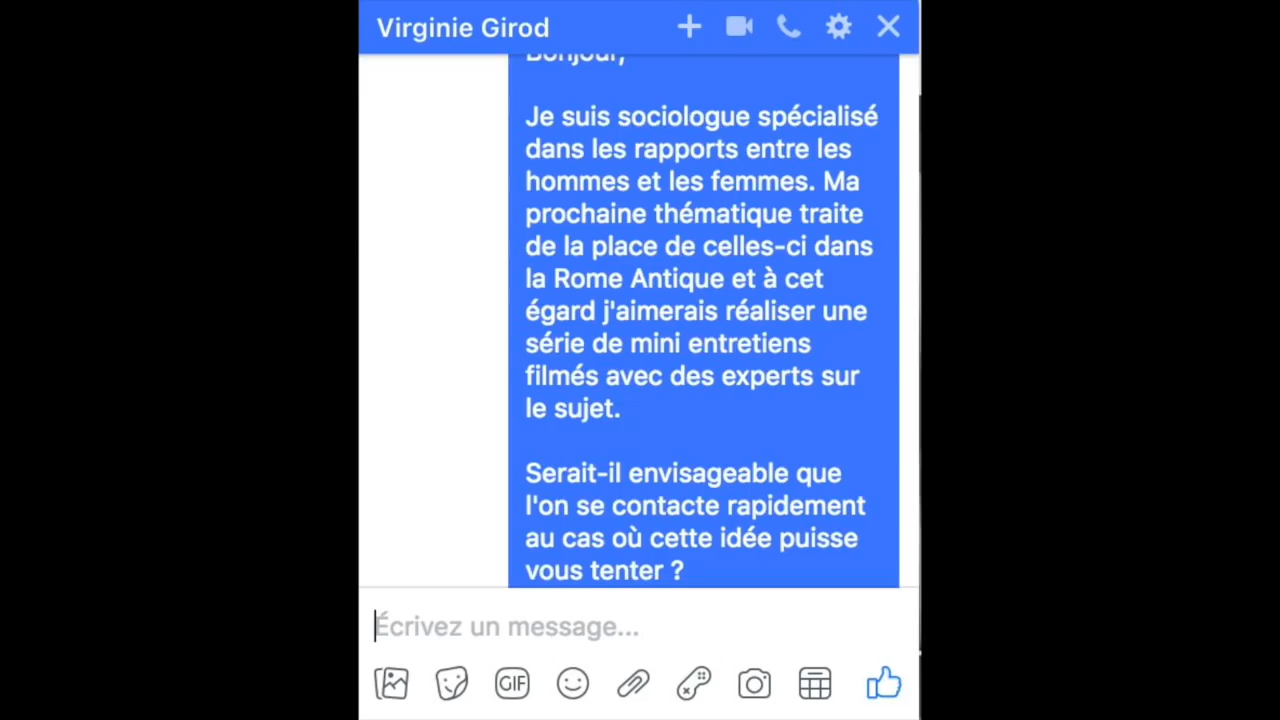 Virginie Girod
Bonjour,
Je suis sociologue spécialisé
dans les rapports entre les
hommes et les femmes. Ma
prochaine thématique traite
de la place de celles-ci dans
la Rome Antique et à cet
égard j'aimerais réaliser une
série de mini entretiens
filmés avec des experts sur
le sujet.
Serait-il envisageable que
l'on se contacte rapidement
au cas où cette idée puisse
vous tenter ?
Écrivez un message...
GIF